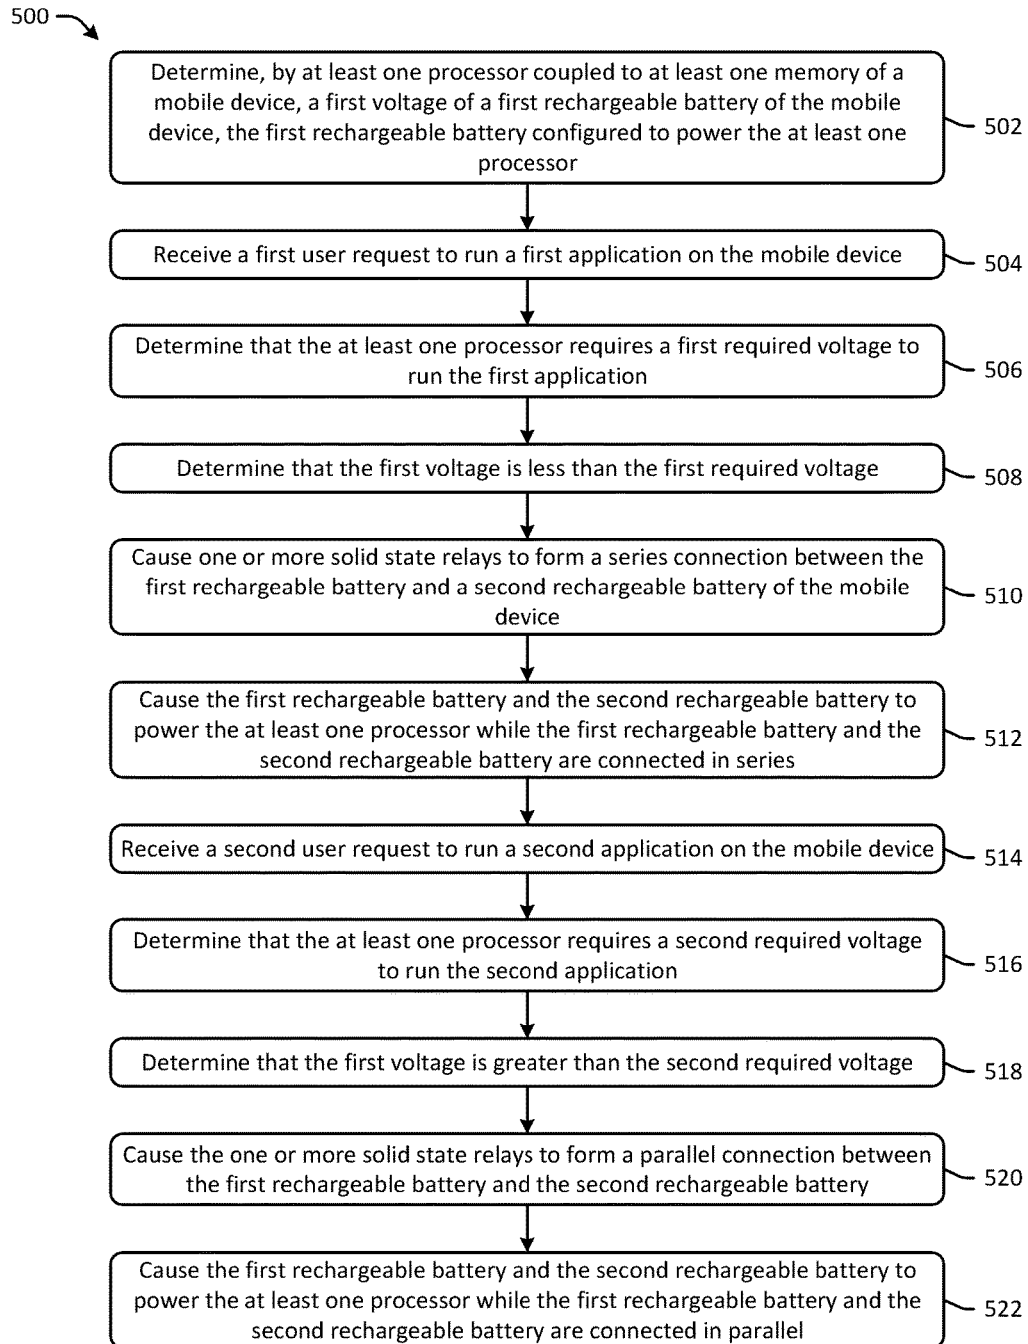 500
Determine, by at least one processor coupled to at least one memory of a
mobile device, a first voltage of a first rechargeable battery of the mobile
device, the first rechargeable battery configured to power the at least one
processor
502
Receive a first user request to run a first application on the mobile device
504
Determine that the at least one processor requires a first required voltage to
run the first application
506
Determine that the first voltage is less than the first required voltage
508
Cause one or more solid state relays to form a series connection between the
first rechargeable battery and a second rechargeable battery of the mobile
device
510
Cause the first rechargeable battery and the second rechargeable battery to
power the at least one processor while the first rechargeable battery and the
second rechargeable battery are connected in series
512
Receive a second user request to run a second application on the mobile device
514
Determine that the at least one processor requires a second required voltage
to run the second application
516
Determine that the first voltage is greater than the second required voltage
518
Cause the one or more solid state relays to form a parallel connection between
the first rechargeable battery and the second rechargeable battery
520
Cause the first rechargeable battery and the second rechargeable battery to
power the at least one processor while the first rechargeable battery and the
second rechargeable battery are connected in parallel
522